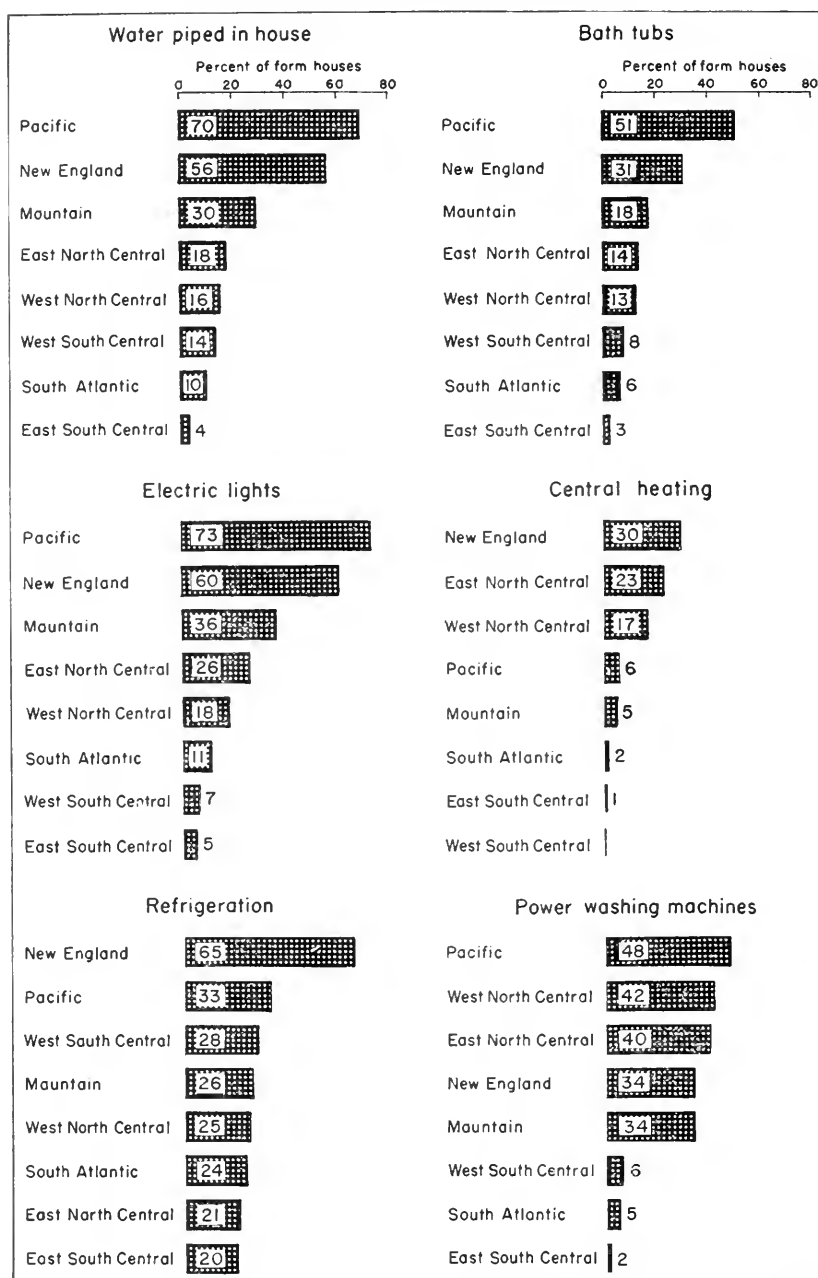 Water piped in house
Percent of form houses
0 20 40 60 80
Pacific 70
New England 56
Mountain 30
East North Central 18
West North Central 16
West South Central 14
South Atlantic 10
East South Central 4
Bath tubs
Percent of form houses
0 20 40 60 80
Pacific 51
New England 31
Mountain 18
East North Central 14
West North Central 13
West South Central 8
South Atlantic 6
East South Central 3
Electric lights
Pacific 73
New England 60
Mountain 36
East North Central 26
West North Central 18
South Atlantic 11
West South Central 7
East South Central 5
Central heating
New England 30
East North Central 23
West North Central 17
Pacific 6
Mountain 5
South Atlantic 2
East South Central 1
West South Central
Refrigeration
New England 65
Pacific 33
West South Central 28
Mountain 26
West North Central 25
South Atlantic 24
East North Central 21
East South Central 20
Power washing machines
Pacific 48
West North Central 42
East North Central 40
New England 34
Mountain 34
West South Central 6
South Atlantic 5
East South Central 2